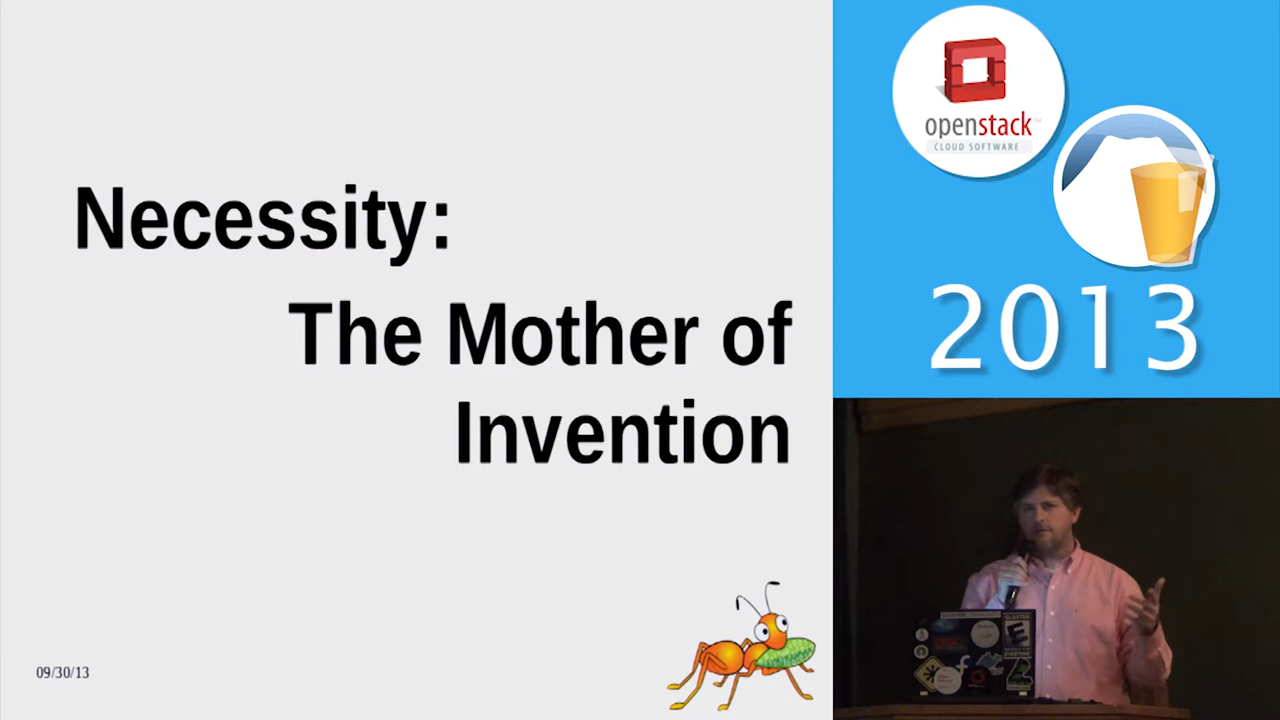 Necessity:
The Mother of
Invention
09/30/13
openstack
CLOUD SOFTWARE
2013
E
f